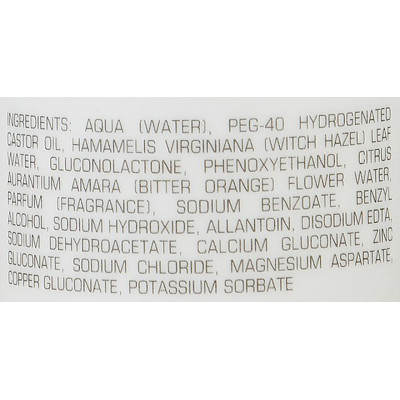 INGREDIENTS: AQUA (WATER), PEG-40 HYDROGENATED
CASTOR OIL, HAMAMELIS VIRGINIANA (WITCH HAZEL) LEAF
WATER, GLUCONOLACTONE, PHENOXYETHANOL, CITRUS
AURANTIUM AMARA (BITTER ORANGE) FLOWER WATER,
PARFUM (FRAGRANCE), SODIUM BENZOATE, BENZYL
ALCOHOL, SODIUM HYDROXIDE, ALLANTOIN, DISODIUM EDTA,
SODIUM DEHYDROACETATE, CALCIUM GLUCONATE, ZINC
GLUCONATE, SODIUM CHLORIDE, MAGNESIUM ASPARTATE,
COPPER GLUCONATE, POTASSIUM SORBATE